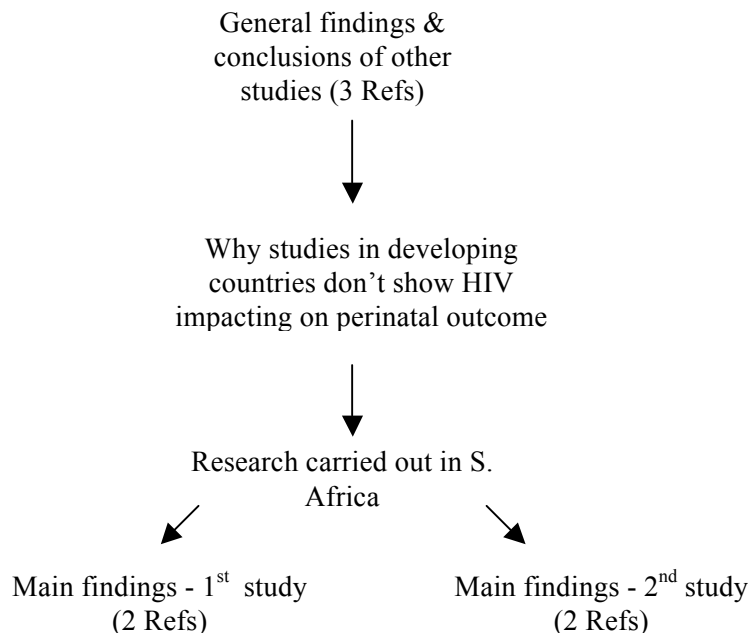 General findings &
conclusions of other
studies (3 Refs)
Why studies in developing
countries don’t show HIV
impacting on perinatal outcome
Research carried out in S.
Africa
Main findings - 1st study
(2 Refs)
Main findings - 2nd study
(2 Refs)